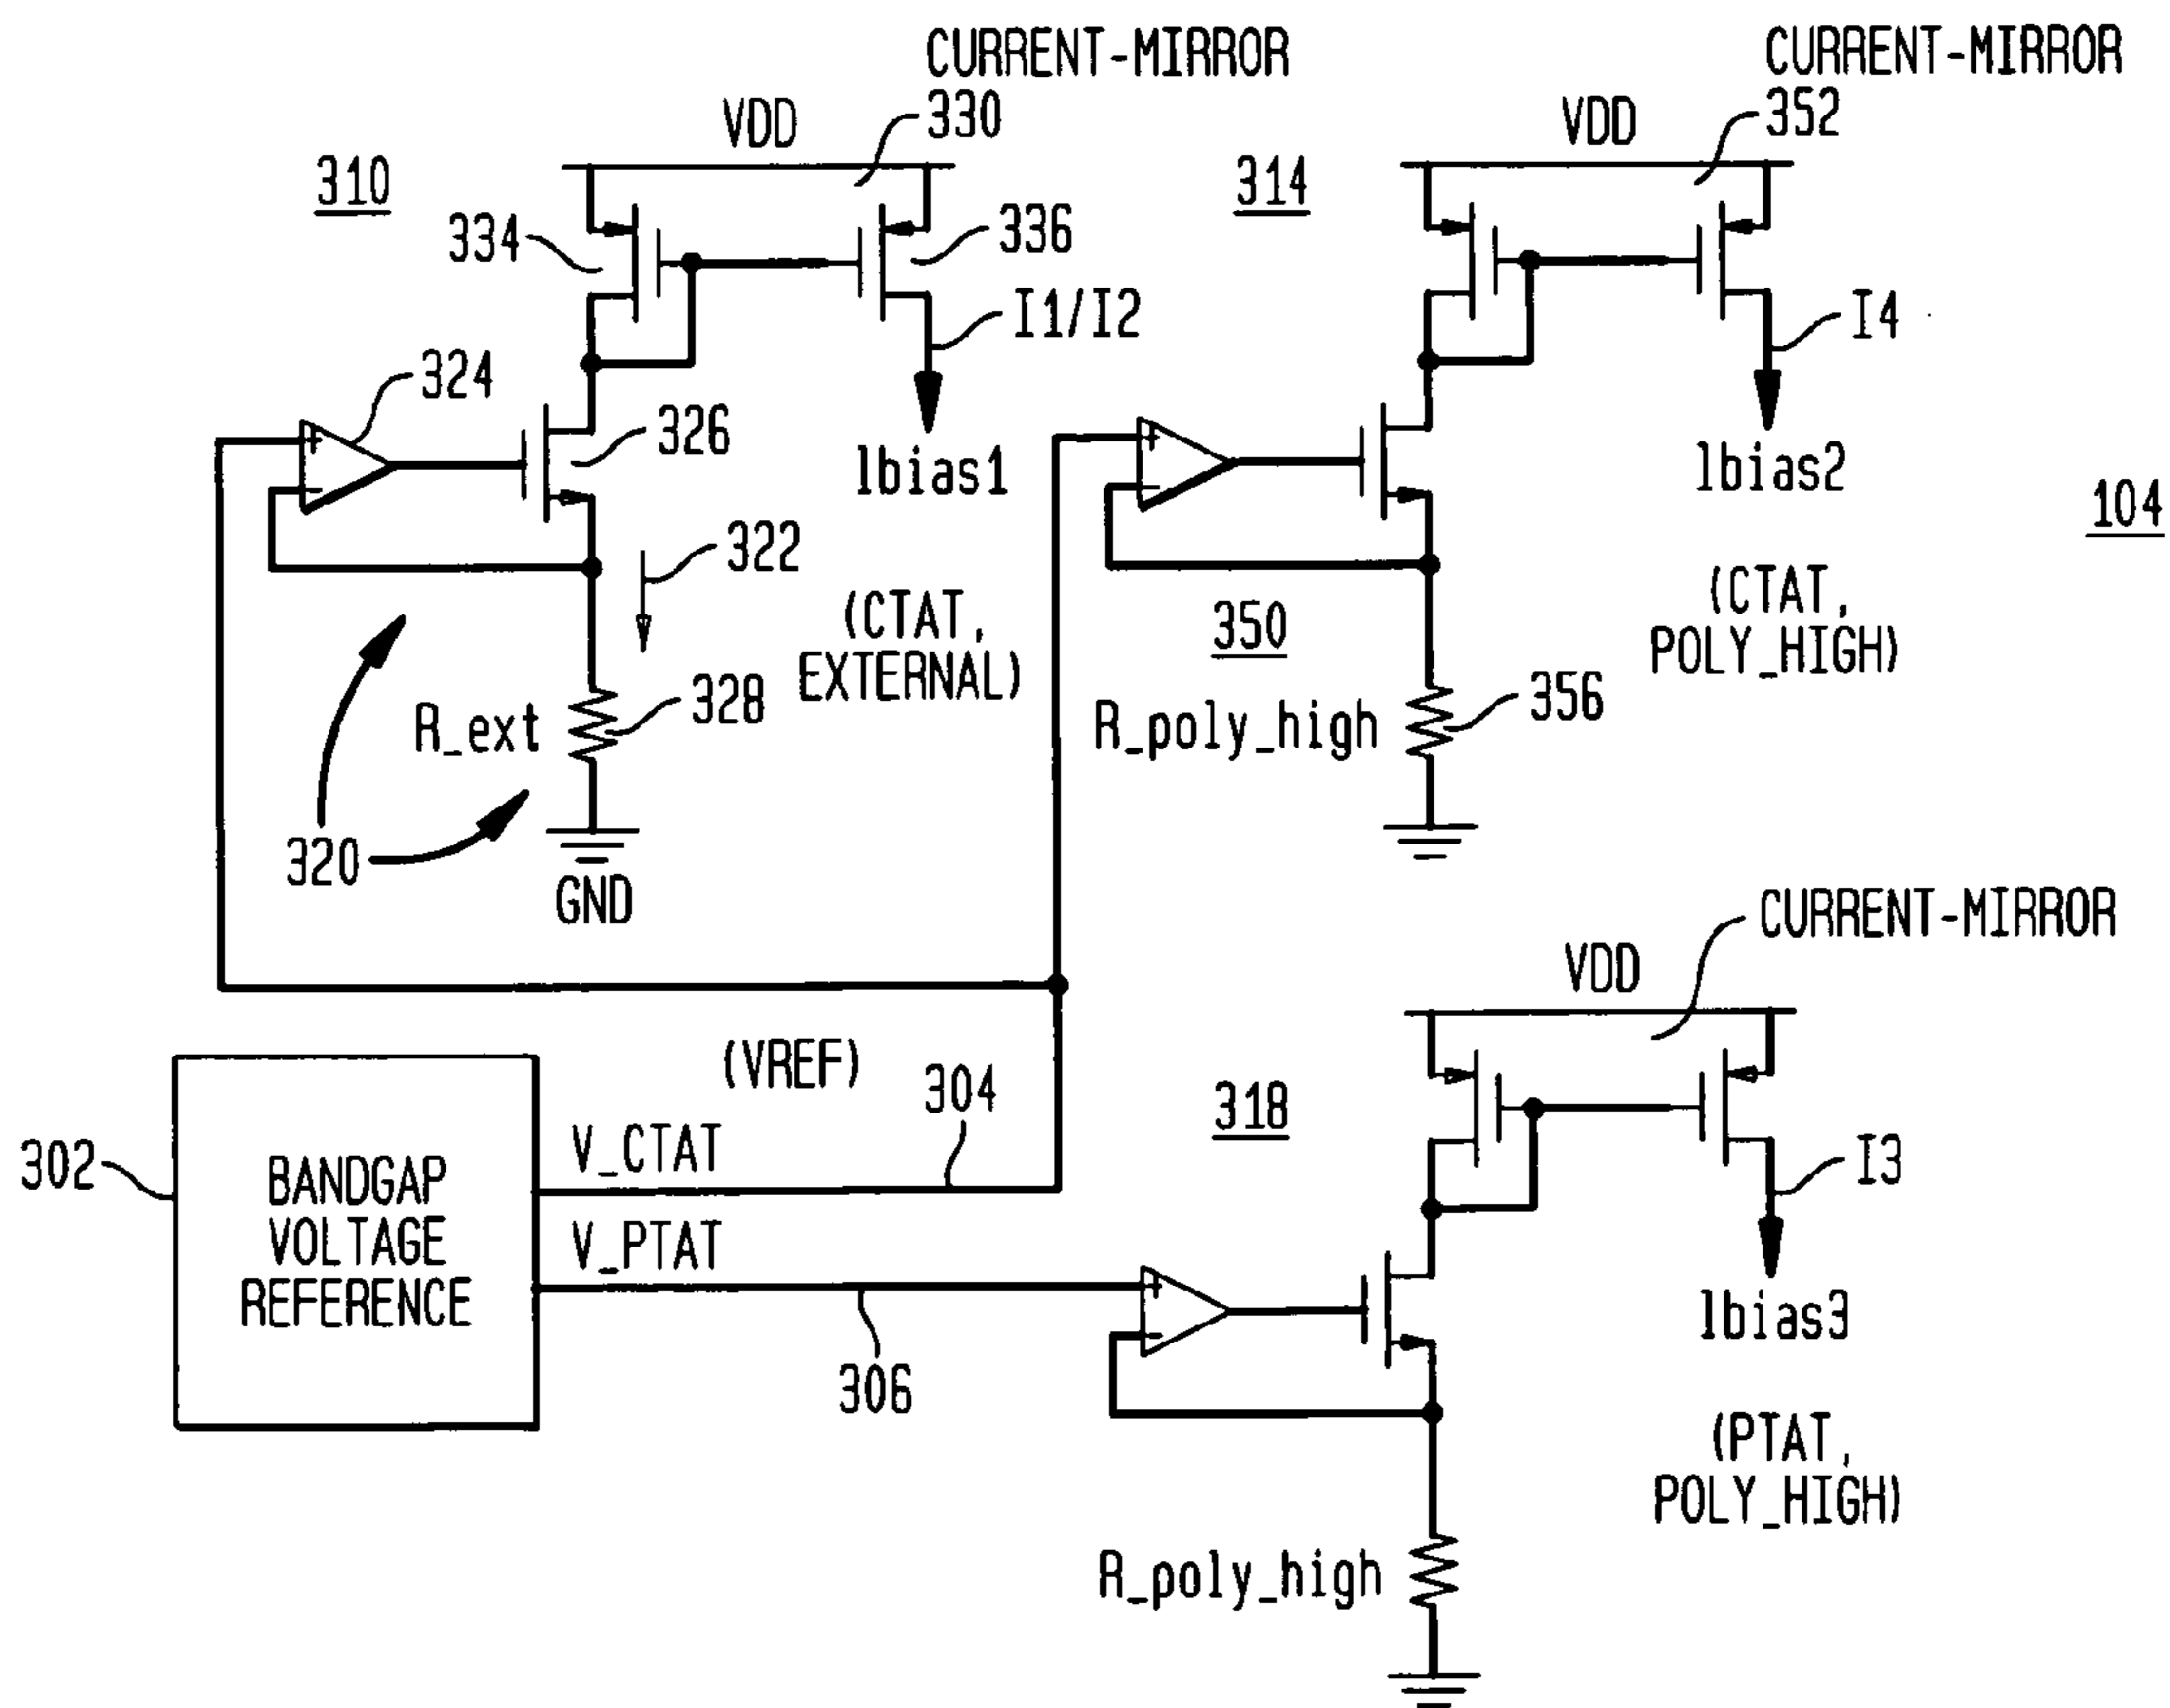 CURRENT-MIRROR
CURRENT-MIRROR
VDD
330
VDD
352
310
314
334
336
I1/I2
I4
324
326
Ibias1
Ibias2
104
322
(CTAT,
EXTERNAL)
350
(CTAT,
POLY_HIGH)
R_ext
328
R_poly_high
356
320
GND
CURRENT-MIRROR
VDD
(VREF)
304
318
302
BANDGAP
VOLTAGE
REFERENCE
V_CTAT
V_PTAT
I3
306
Ibias3
(PTAT,
POLY_HIGH)
R_poly_high
+
-
+
-
+
-